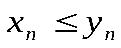 xₙ ≤ yₙ